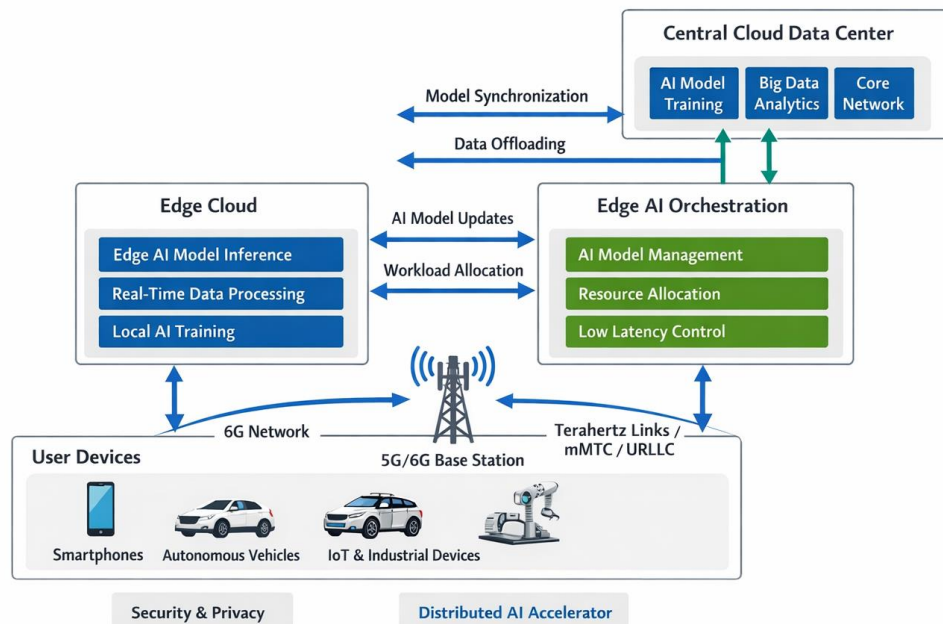 Central Cloud Data Center
AI Model
Training
Big Data
Analytics
Core
Network
Model Synchronization
Data Offloading
Edge Cloud
Edge AI Model Inference
Real-Time Data Processing
Local AI Training
AI Model Updates
Workload Allocation
Edge AI Orchestration
AI Model Management
Resource Allocation
Low Latency Control
6G Network
5G/6G Base Station
Terahertz Links /
mMTC / URLLC
User Devices
Smartphones
Autonomous Vehicles
IoT & Industrial Devices
Security & Privacy
Distributed AI Accelerator